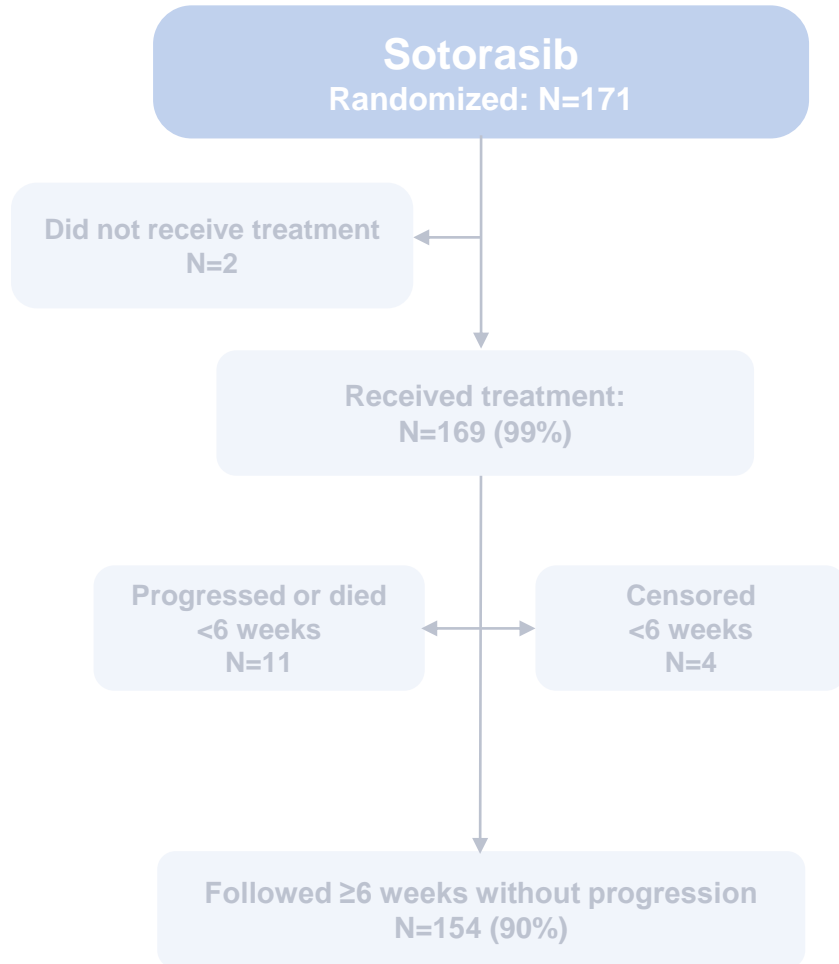 Sotorasib
Randomized: N=171
Did not receive treatment
N=2
Received treatment:
N=169 (99%)
Progressed or died
<6 weeks
N=11
Censored
<6 weeks
N=4
Followed ≥6 weeks without progression
N=154 (90%)